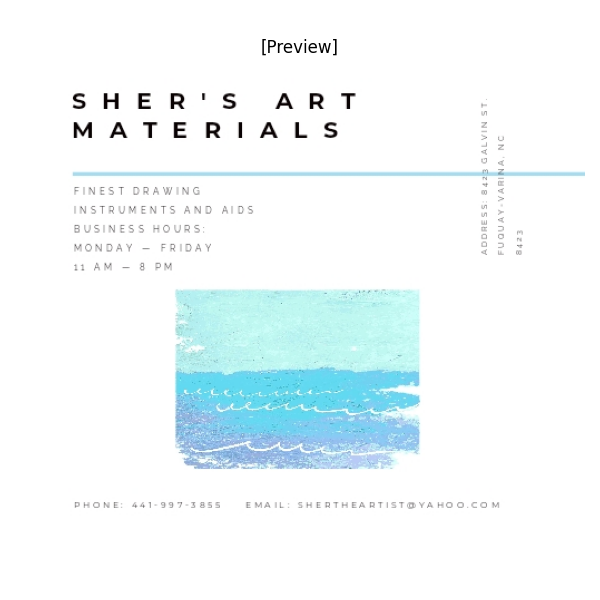 [Preview]
SHER'S ART
MATERIALS
FINEST DRAWING
INSTRUMENTS AND AIDS
BUSINESS HOURS:
MONDAY — FRIDAY
11 AM — 8 PM
ADDRESS: 8423 GALVIN ST.
FUQUAY-VARINA, NC
8423
PHONE: 441-997-3855 EMAIL: SHERTHEARTIST@YAHOO.COM